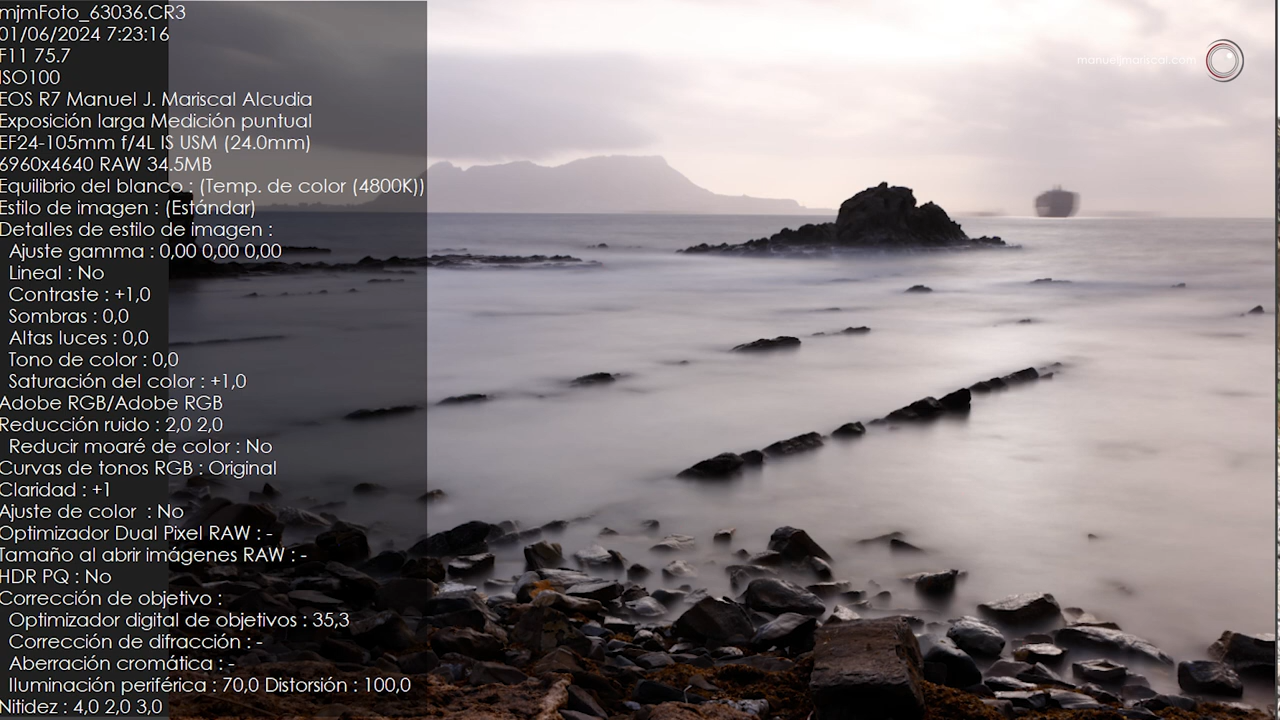 mjmFoto_63036.CR3
01/06/2024 7:23:16
F11 75.7
ISO100
EOS R7 Manuel J. Mariscal Alcudia
Exposición larga Medición puntual
EF24-105mm f/4L IS USM (24.0mm)
6960x4640 RAW 34.5MB
Equilibrio del blanco : (Temp. de color (4800K))
Estilo de imagen : (Estándar)
Detalles de estilo de imagen :
Ajuste gamma : 0,00 0,00 0,00
Lineal : No
Contraste : +1,0
Sombras : 0,0
Altas luces : 0,0
Tono de color : 0,0
Saturación del color : +1,0
Adobe RGB/Adobe RGB
Reducción ruido : 2,0 2,0
Reducir moaré de color : No
Curvas de tonos RGB : Original
Claridad : +1
Ajuste de color  : No
Optimizador Dual Pixel RAW : -
Tamaño al abrir imágenes RAW : -
HDR PQ : No
Corrección de objetivo :
Optimizador digital de objetivos : 35,3
Corrección de difracción : -
Aberración cromática : -
Iluminación periférica : 70,0 Distorsión : 100,0
Nitidez : 4,0 2,0 3,0
manueljmariscal.com